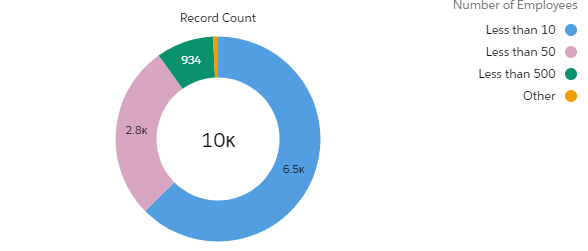 Number of Employees
Record Count
Less than 10
Less than 50
Less than 500
Other
934
2.8K
10K
6.5K